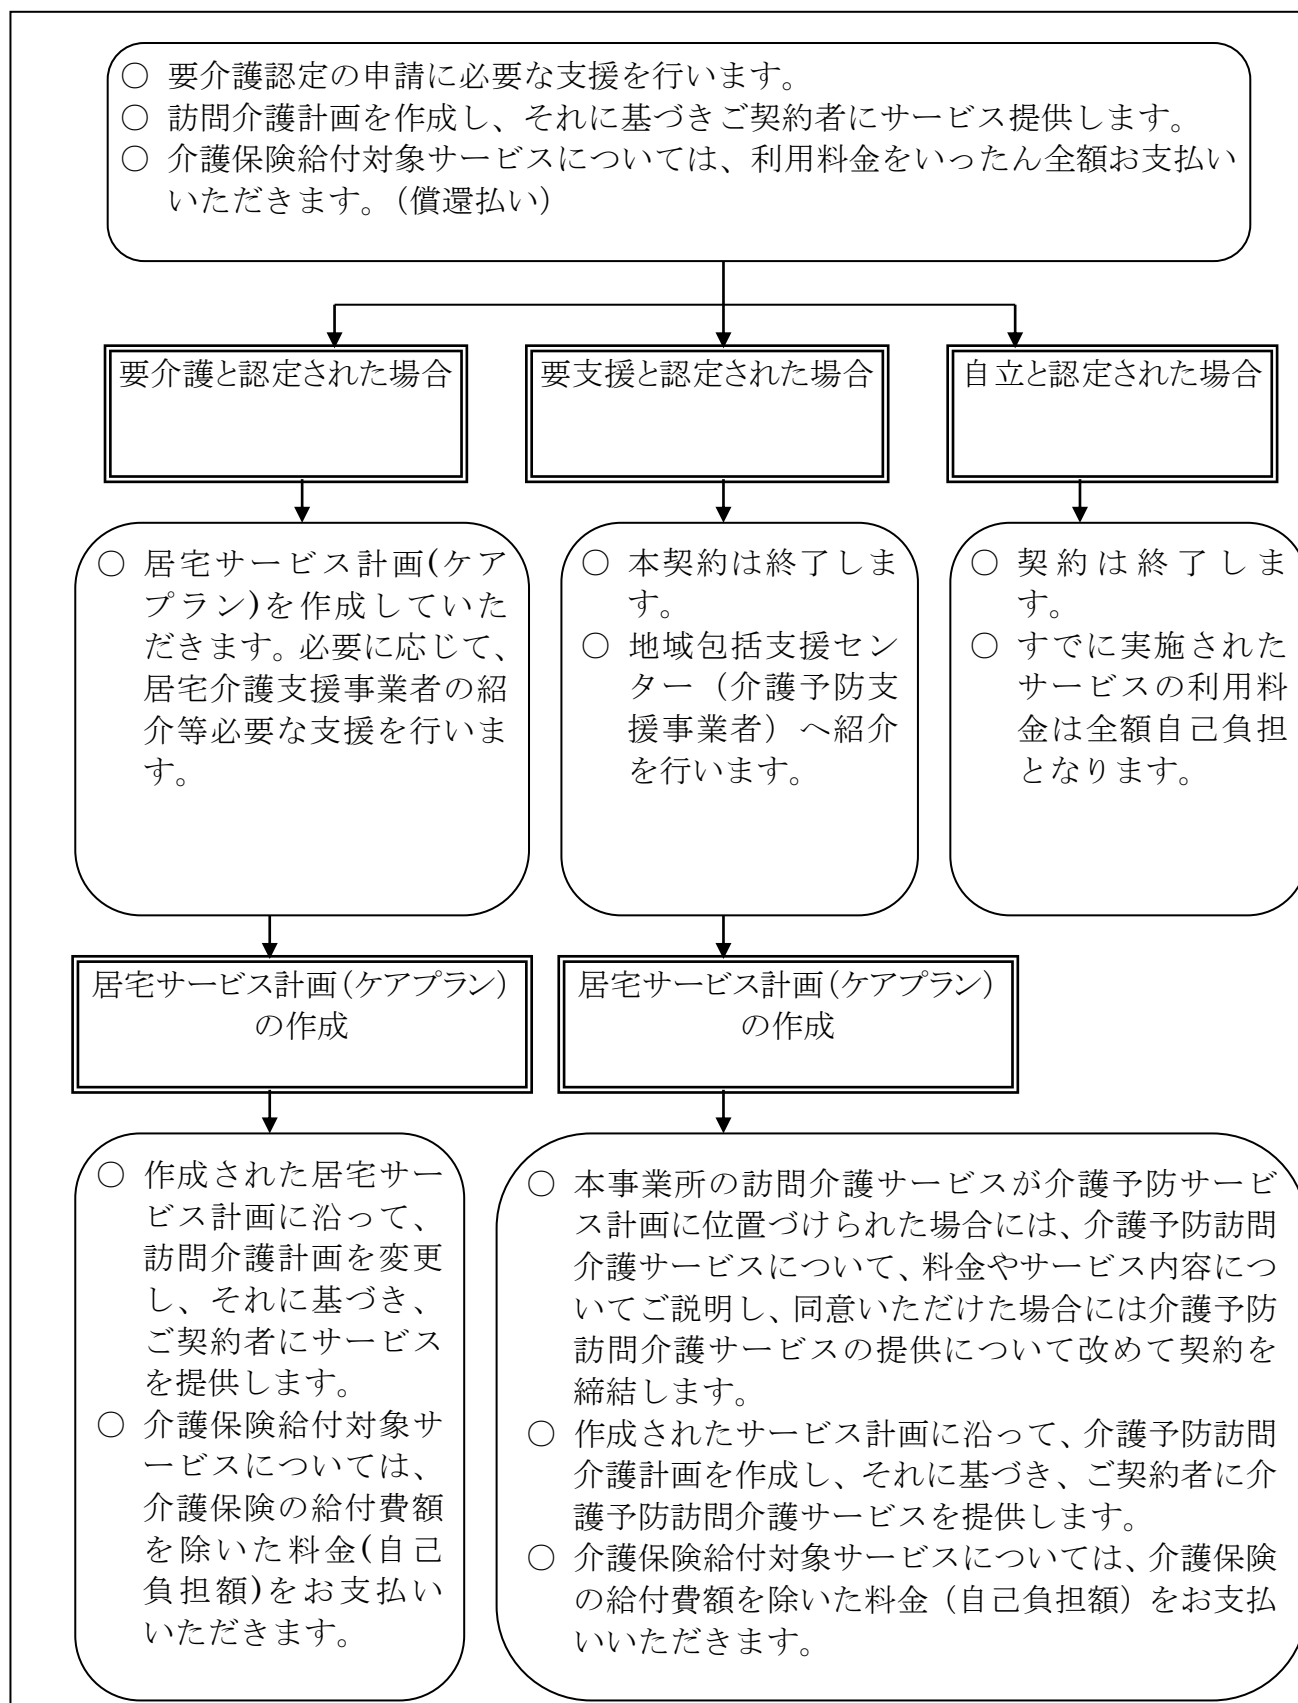 ○ 要介護認定の申請に必要な支援を行います。
○ 訪問介護計画を作成し、それに基づきご契約者にサービス提供します。
○ 介護保険給付対象サービスについては、利用料金をいったん全額お支払い
いただきます。(償還払い)
要介護と認定された場合
要支援と認定された場合
自立と認定された場合
○ 居宅サービス計画(ケア
プラン)を作成していた
だきます。必要に応じて、
居宅介護支援事業者の紹
介等必要な支援を行いま
す。
○ 本契約は終了しま
す。
○ 地域包括支援セン
ター（介護予防支
援事業者）へ紹介
を行います。
○ 契約は終了しま
す。
○ すでに実施された
サービスの利用料
金は全額自己負担
となります。
居宅サービス計画(ケアプラン)
の作成
居宅サービス計画(ケアプラン)
の作成
○ 作成された居宅サー
ビス計画に沿って、
訪問介護計画を変更
し、それに基づき、
ご契約者にサービス
を提供します。
○ 介護保険給付対象サ
ービスについては、
介護保険の給付費額
を除いた料金(自己
負担額)をお支払い
いただきます。
○ 本事業所の訪問介護サービスが介護予防サービ
ス計画に位置づけられた場合には、介護予防訪問
介護サービスについて、料金やサービス内容につ
いてご説明し、同意いただけた場合には介護予防
訪問介護サービスの提供について改めて契約を
締結します。
○ 作成されたサービス計画に沿って、介護予防訪問
介護計画を作成し、それに基づき、ご契約者に介
護予防訪問介護サービスを提供します。
○ 介護保険給付対象サービスについては、介護保険
の給付費額を除いた料金（自己負担額）をお支払
いいただきます。